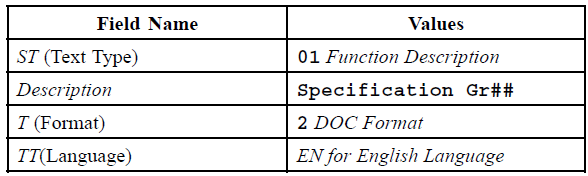 Field Name Values
ST (Text Type) 01 Function Description
Description Specification Gr##
T (Format) 2 DOC Format
TT(Language) EN for English Language